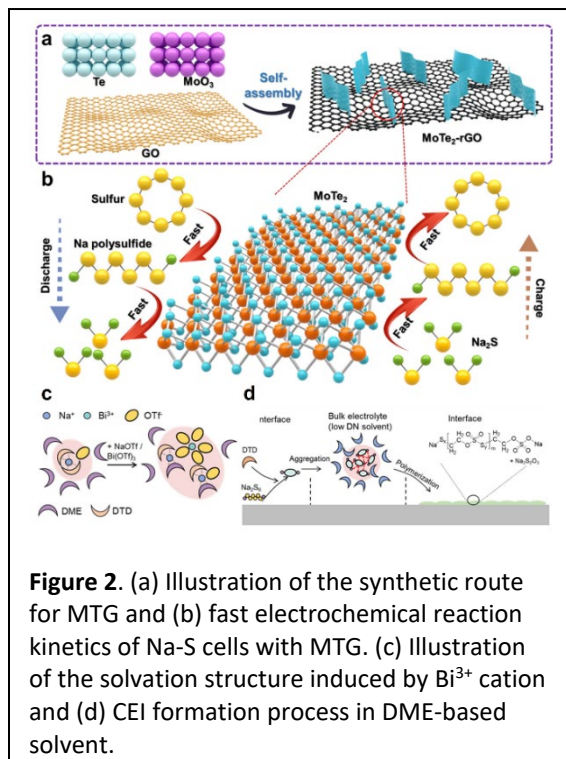 a
Te
MoO₃
Self-
assembly
GO
MoTe₂-rGO
b
Sulfur
MoTe₂
Fast
Fast
Na polysulfide
Discharge
Charge
Fast
Fast
Na₂S
c
Na⁺ Bi³⁺ OTf
+ NaOTf /
Bi(OTf)₃
DME DTD
d
nterface
Bulk electrolyte
(low DN solvent)
Interface
DTD
Aggregation
Polymerization
+ Na₂S₂O₃
Figure 2. (a) Illustration of the synthetic route
for MTG and (b) fast electrochemical reaction
kinetics of Na-S cells with MTG. (c) Illustration
of the solvation structure induced by Bi³⁺ cation
and (d) CEI formation process in DME-based
solvent.